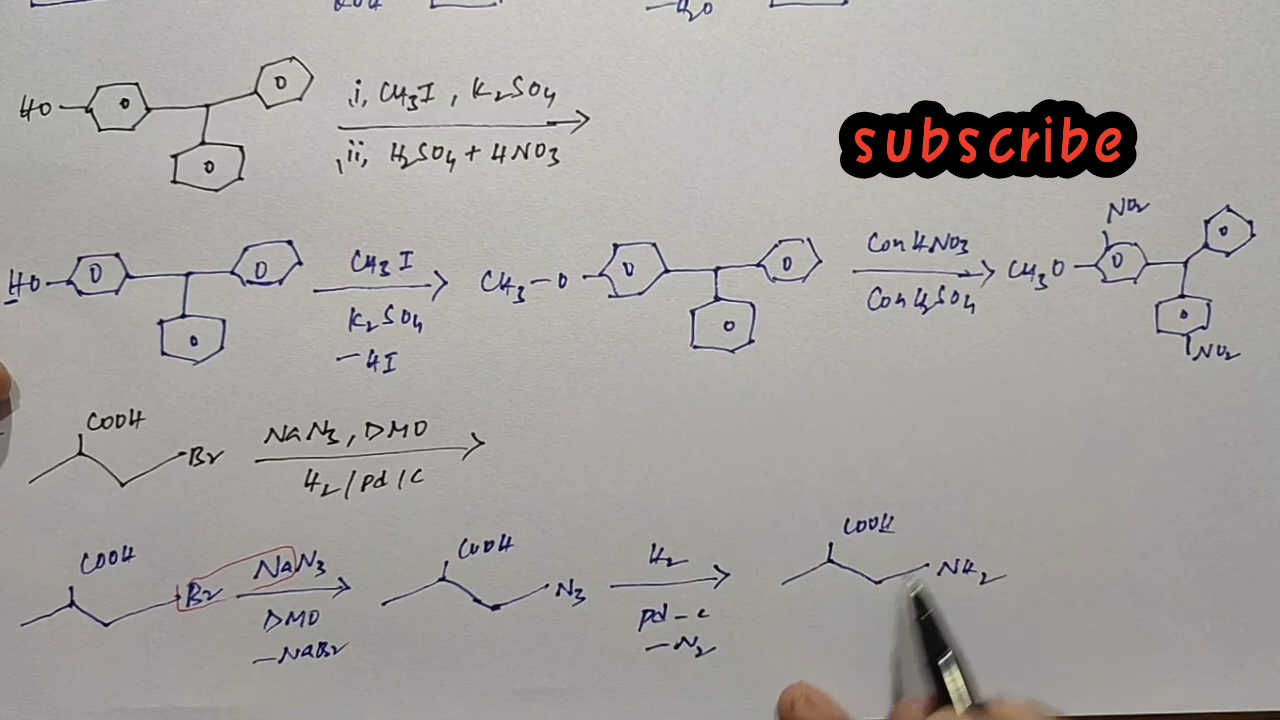 HO
i, CH3I, K2SO4
ii, H2SO4 + HNO3
subscribe
HO
CH3I
K2SO4
-HI
CH3-O
Con HNO3
Con H2SO4
CH3O
NO2
NO2
COOH
Br
NaN3, DMO
H2/Pd/C
COOH
Br
NaN3
DMO
-NaBr
COOH
N3
H2
Pd-C
-N2
COOH
NH2